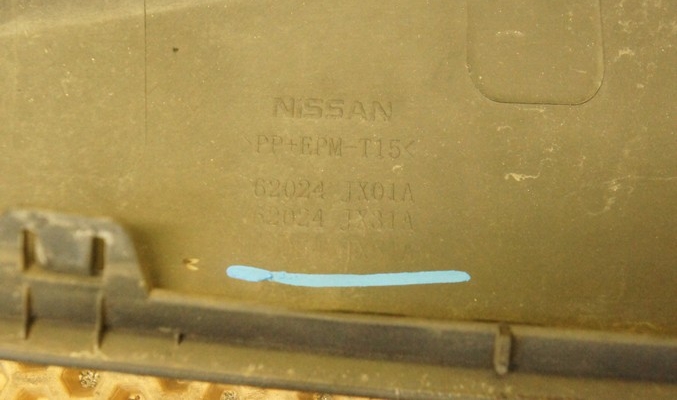 NISSAN
PP+EPM-T15<
62024 JX01A
62024 JX31A